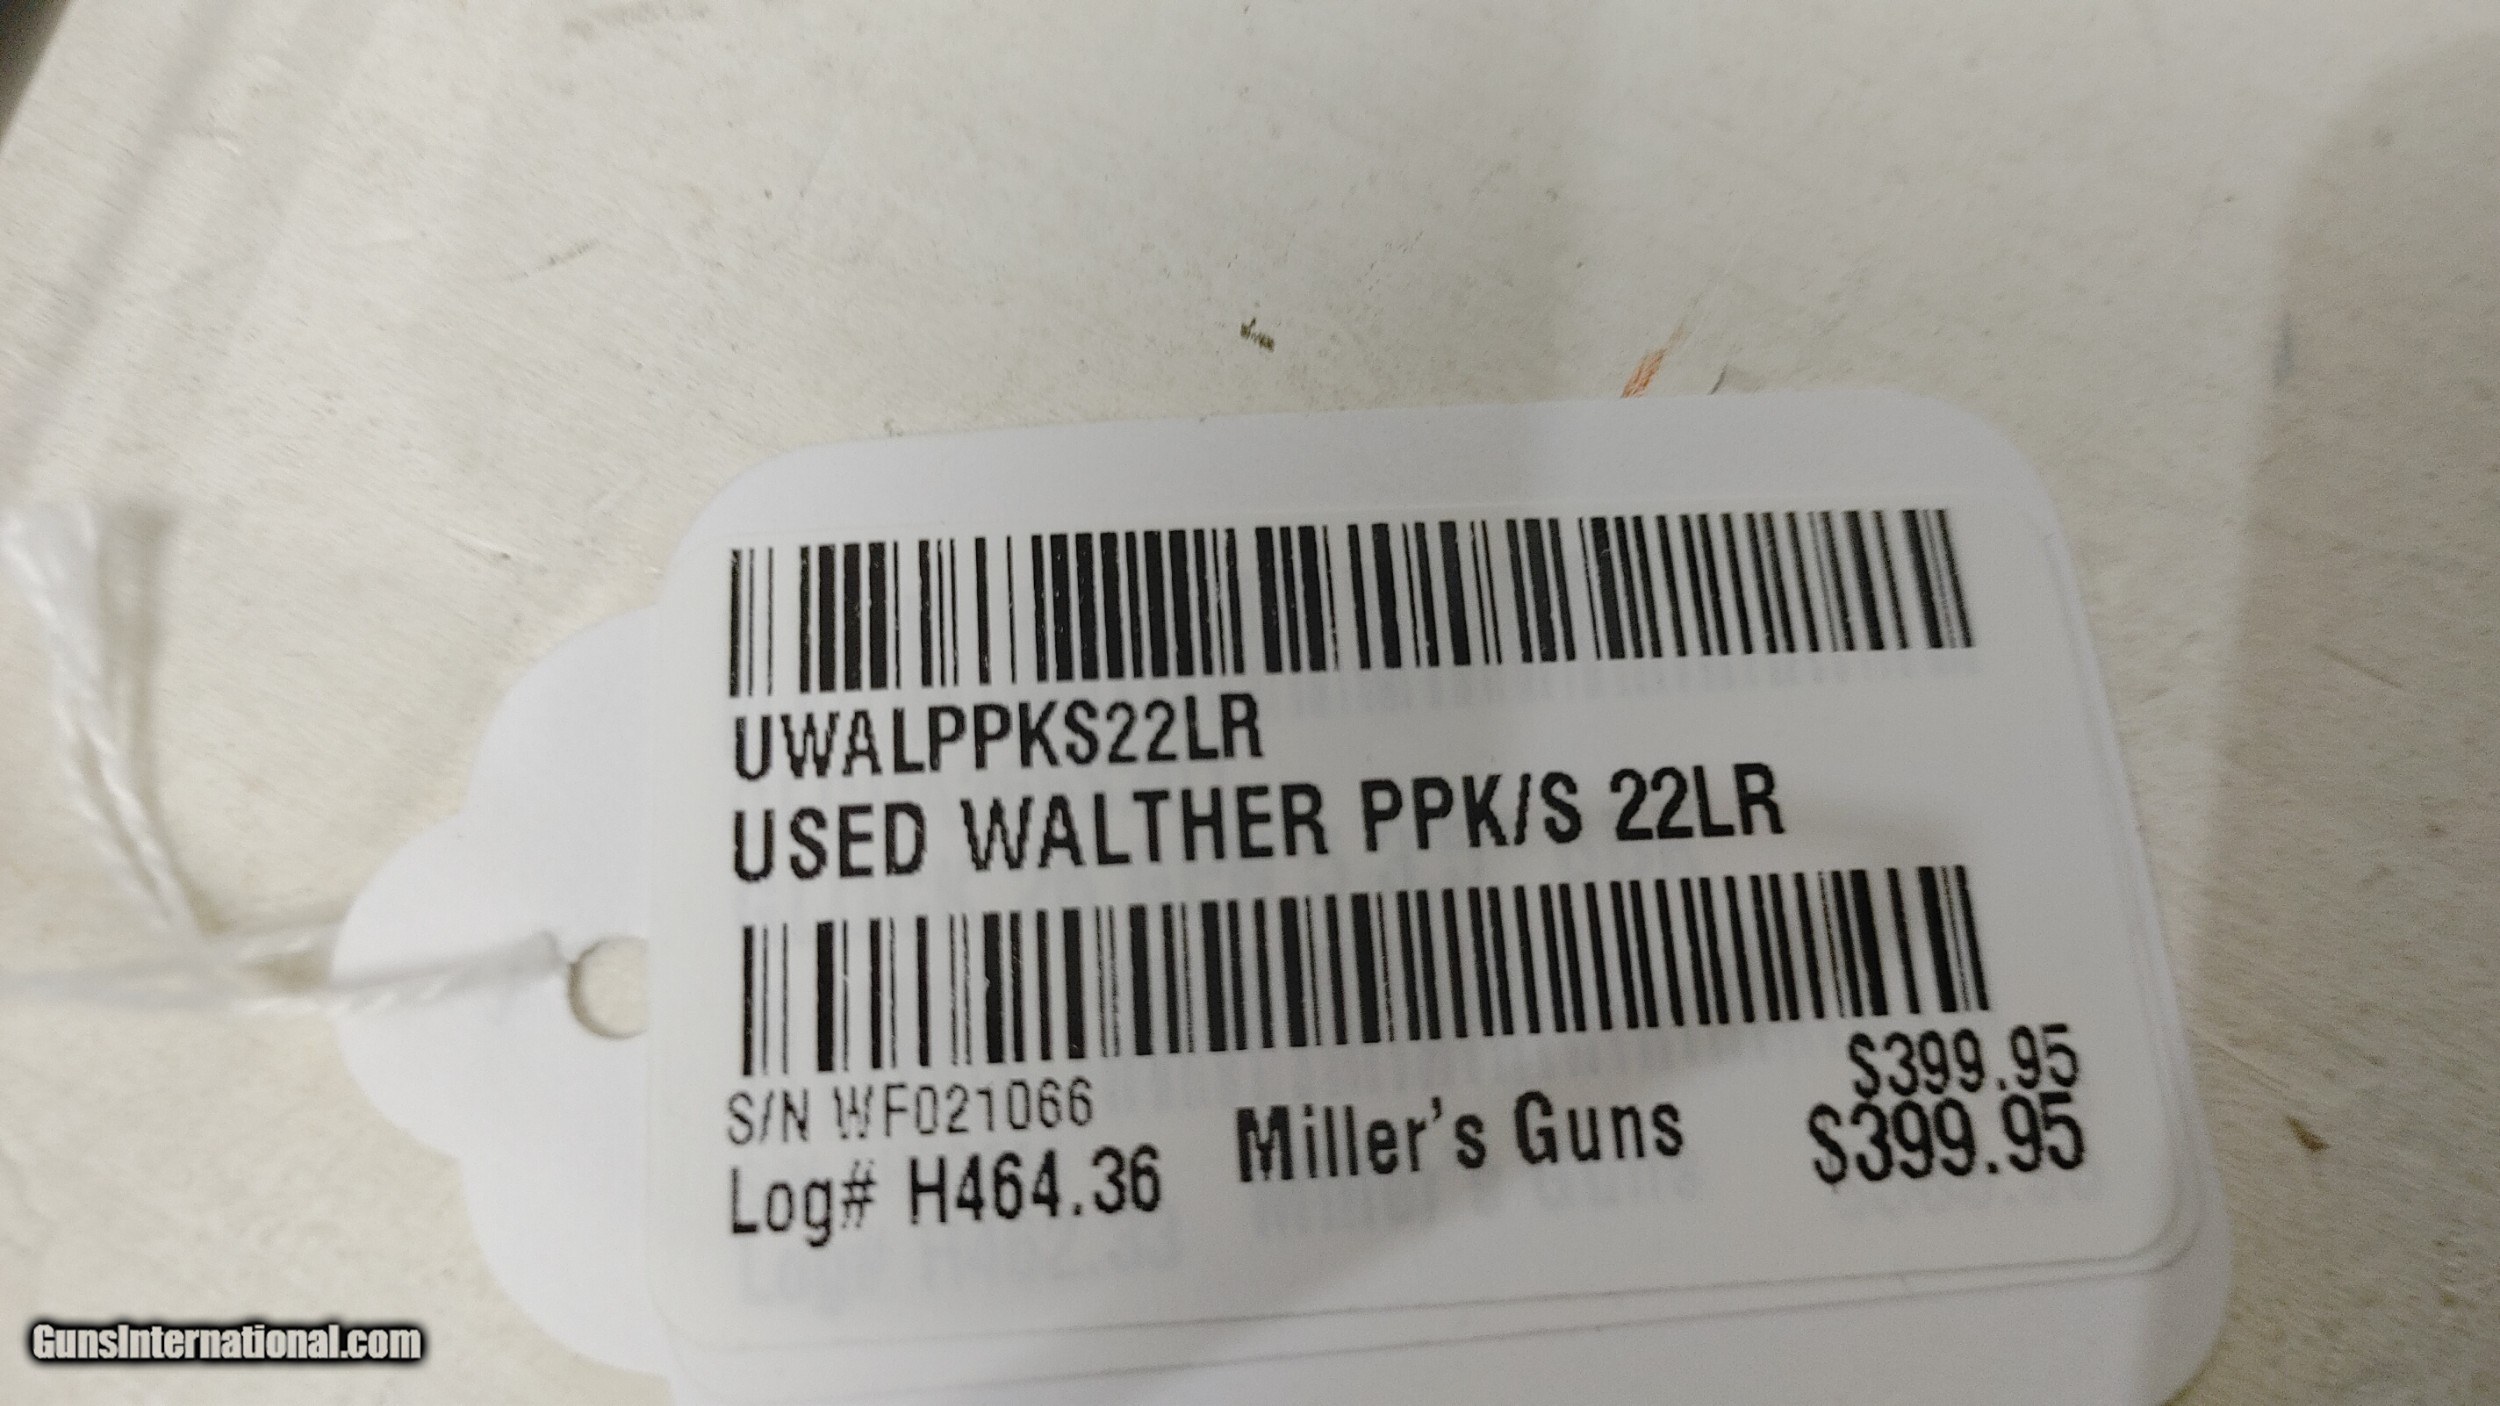 UWALPPKS22LR
USED WALTHER PPK/S 22LR
$399.95
S/N WF021066
Miller's Guns
$399.95
Log# H464.36
GunsInternational.com